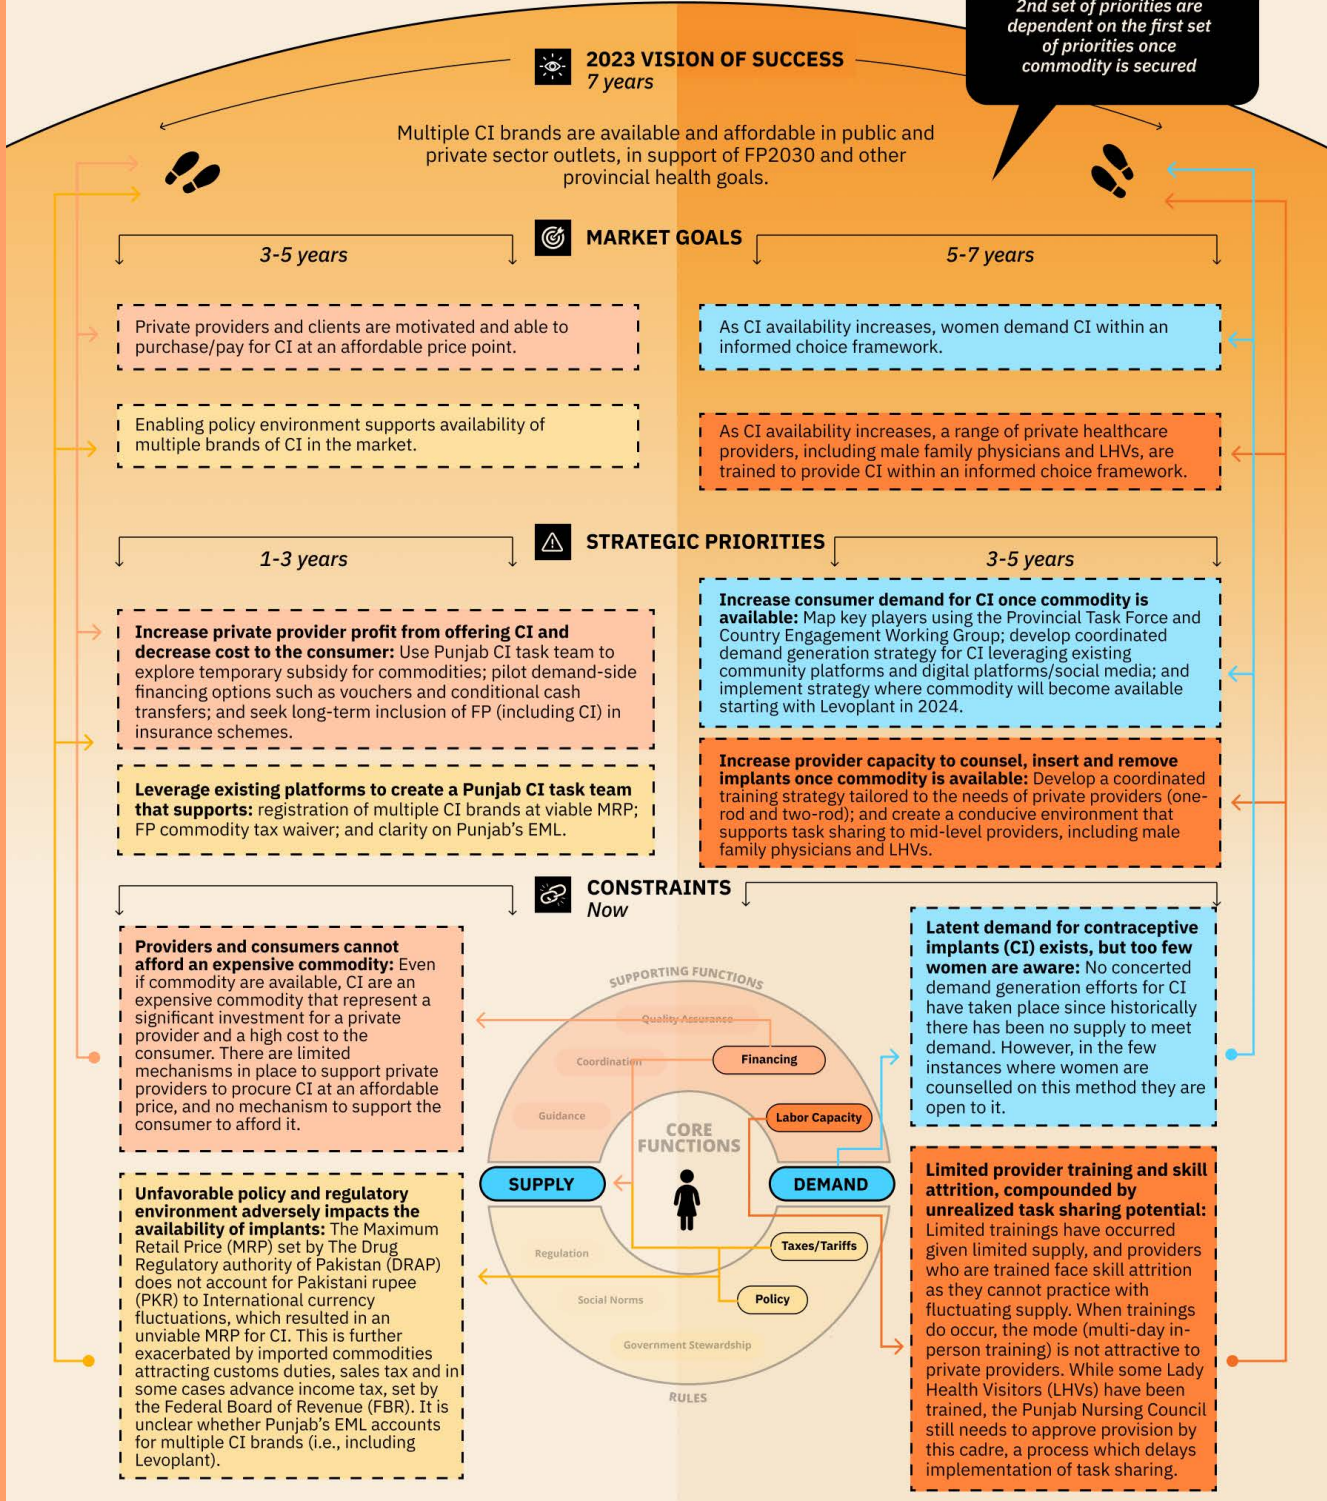 2nd set of priorities are
dependent on the first set
of priorities once
commodity is secured
2023 VISION OF SUCCESS
7 years
Multiple CI brands are available and affordable in public and
private sector outlets, in support of FP2030 and other
provincial health goals.
MARKET GOALS
3-5 years
5-7 years
Private providers and clients are motivated and able to
purchase/pay for CI at an affordable price point.
Enabling policy environment supports availability of
multiple brands of CI in the market.
As CI availability increases, women demand CI within an
informed choice framework.
As CI availability increases, a range of private healthcare
providers, including male family physicians and LHVs, are
trained to provide CI within an informed choice framework.
STRATEGIC PRIORITIES
1-3 years
3-5 years
Increase private provider profit from offering CI and
decrease cost to the consumer: Use Punjab CI task team to
explore temporary subsidy for commodities; pilot demand-side
financing options such as vouchers and conditional cash
transfers; and seek long-term inclusion of FP (including CI) in
insurance schemes.
Leverage existing platforms to create a Punjab CI task team
that supports: registration of multiple CI brands at viable MRP;
FP commodity tax waiver; and clarity on Punjab's EML.
Increase consumer demand for CI once commodity is
available: Map key players using the Provincial Task Force and
Country Engagement Working Group; develop coordinated
demand generation strategy for CI leveraging existing
community platforms and digital platforms/social media; and
implement strategy where commodity will become available
starting with Levoplant in 2024.
Increase provider capacity to counsel, insert and remove
implants once commodity is available: Develop a coordinated
training strategy tailored to the needs of private providers (one-
rod and two-rod); and create a conducive environment that
supports task sharing to mid-level providers, including male
family physicians and LHVs.
CONSTRAINTS
Now
Providers and consumers cannot
afford an expensive commodity: Even
if commodity are available, CI are an
expensive commodity that represent a
significant investment for a private
provider and a high cost to the
consumer. There are limited
mechanisms in place to support private
providers to procure CI at an affordable
price, and no mechanism to support the
consumer to afford it.
Unfavorable policy and regulatory
environment adversely impacts the
availability of implants: The Maximum
Retail Price (MRP) set by The Drug
Regulatory authority of Pakistan (DRAP)
does not account for Pakistani rupee
(PKR) to International currency
fluctuations, which resulted in an
unviable MRP for CI. This is further
exacerbated by imported commodities
attracting customs duties, sales tax and in
some cases advance income tax, set by
the Federal Board of Revenue (FBR). It is
unclear whether Punjab's EML accounts
for multiple CI brands (i.e., including
Levoplant).
SUPPORTING FUNCTIONS
Quality Assurance
Coordination
Financing
Guidance
Labor Capacity
CORE
FUNCTIONS
SUPPLY
DEMAND
Regulation
Taxes/Tariffs
Social Norms
Policy
Government Stewardship
RULES
Latent demand for contraceptive
implants (CI) exists, but too few
women are aware: No concerted
demand generation efforts for CI
have taken place since historically
there has been no supply to meet
demand. However, in the few
instances where women are
counselled on this method they are
open to it.
Limited provider training and skill
attrition, compounded by
unrealized task sharing potential:
Limited trainings have occurred
given limited supply, and providers
who are trained face skill attrition
as they cannot practice with
fluctuating supply. When trainings
do occur, the mode (multi-day in-
person training) is not attractive to
private providers. While some Lady
Health Visitors (LHVs) have been
trained, the Punjab Nursing Council
still needs to approve provision by
this cadre, a process which delays
implementation of task sharing.